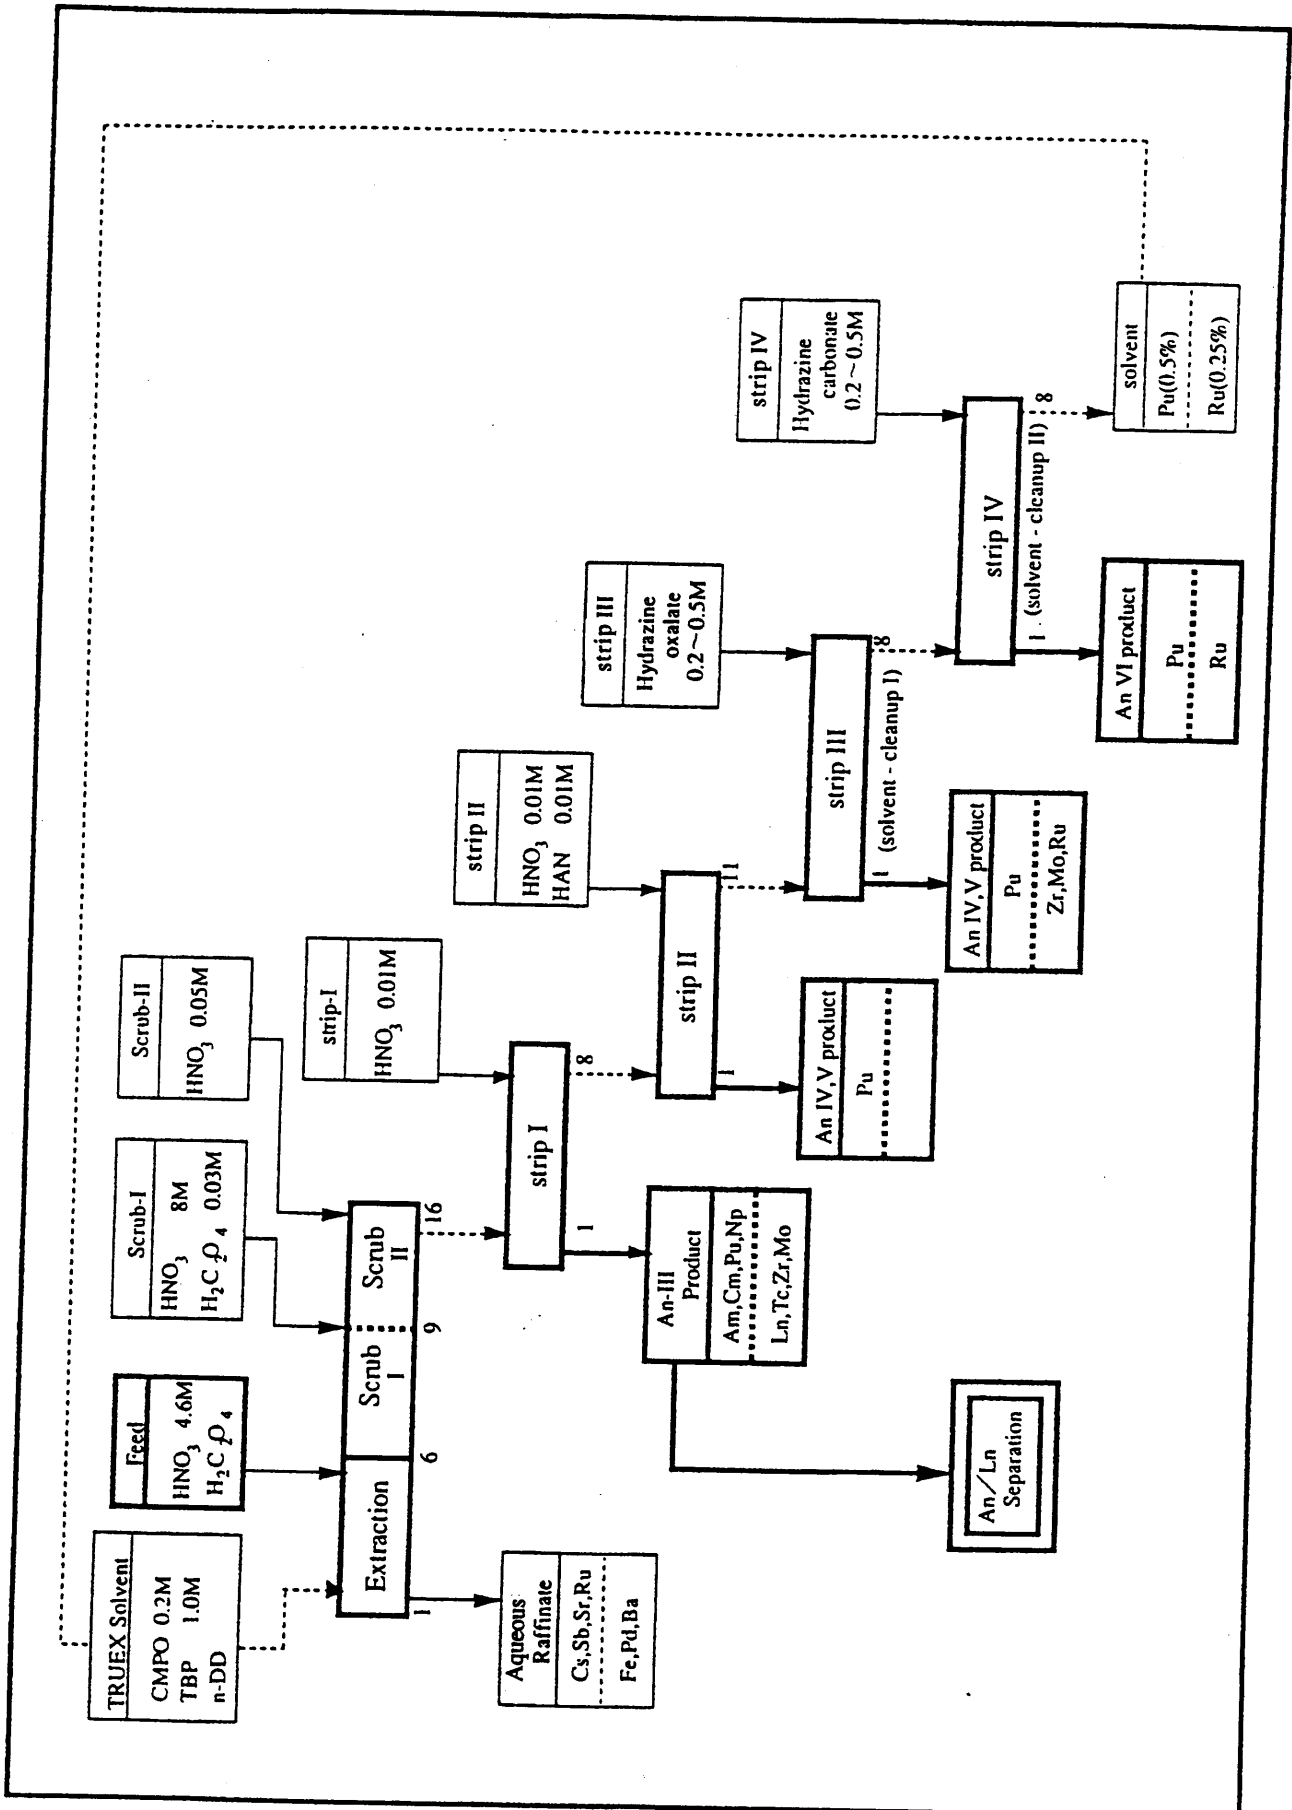 TRUEX Solvent
CMPO 0.2M
TBP 1.0M
n-DD
Feed
HNO₃ 4.6M
H₂C₂O₄
Scrub-I
HNO₃ 8M
H₂C₂O₄ 0.03M
Scrub-II
HNO₃ 0.05M
Extraction
Scrub
I
Scrub
II
1
6
9
16
Aqueous
Raffinate
Cs,Sb,Sr,Ru
Fe,Pd,Ba
strip-I
HNO₃ 0.01M
strip I
1
8
An-III
Product
Am,Cm,Pu,Np
Ln,Tc,Zr,Mo
An/Ln
Separation
strip II
HNO₃ 0.01M
HAN 0.01M
strip II
1
11
An IV,V product
Pu
strip III
Hydrazine
oxalate
0.2~0.5M
strip III
1 (solvent - cleanup I) 8
An IV,V product
Pu
Zr,Mo,Ru
strip IV
Hydrazine
carbonate
0.2~0.5M
strip IV
1 (solvent - cleanup II) 8
An VI product
Pu
Ru
solvent
Pu(0.5%)
Ru(0.25%)